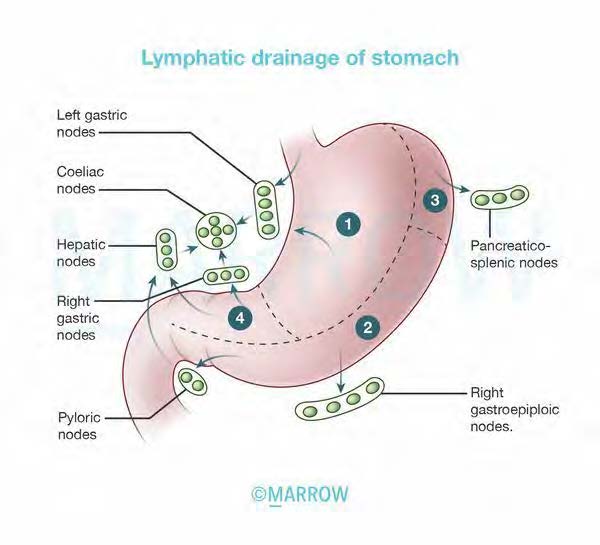 Lymphatic drainage of stomach
Left gastric
nodes
Coeliac
nodes
Hepatic
nodes
Right
gastric
nodes
Pyloric
nodes
1
2
3
4
Pancreatico-
splenic nodes
Right
gastroepiploic
nodes.
©MARROW
MARROW